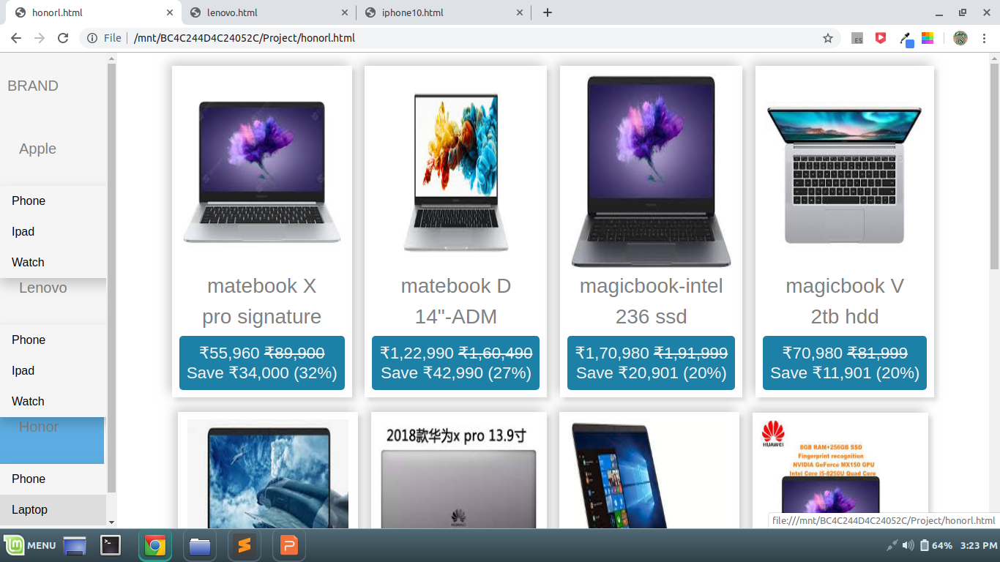 honorl.html
lenovo.html
iphone10.html
File
/mnt/BC4C244D4C24052C/Project/honorl.html
ES
BRAND
Apple
Phone
Ipad
Watch
Lenovo
Phone
Ipad
Watch
Honor
Phone
Laptop
matebook X
pro signature
₹55,960 ₹89,900
Save ₹34,000 (32%)
matebook D
14"-ADM
₹1,22,990 ₹1,60,490
Save ₹42,990 (27%)
magicbook-intel
236 ssd
₹1,70,980 ₹1,91,999
Save ₹20,901 (20%)
magicbook V
2tb hdd
₹70,980 ₹81,999
Save ₹11,901 (20%)
2018款华为x pro 13.9寸
HUAWEI
HUAWEI
8GB RAM+256GB SSD
Fingerprint recognition
NVIDIA GeForce MX150 GPU
Intel Core i5-8250U Quad Core
file:///mnt/BC4C244D4C24052C/Project/honorl.html
MENU
64%
3:23 PM